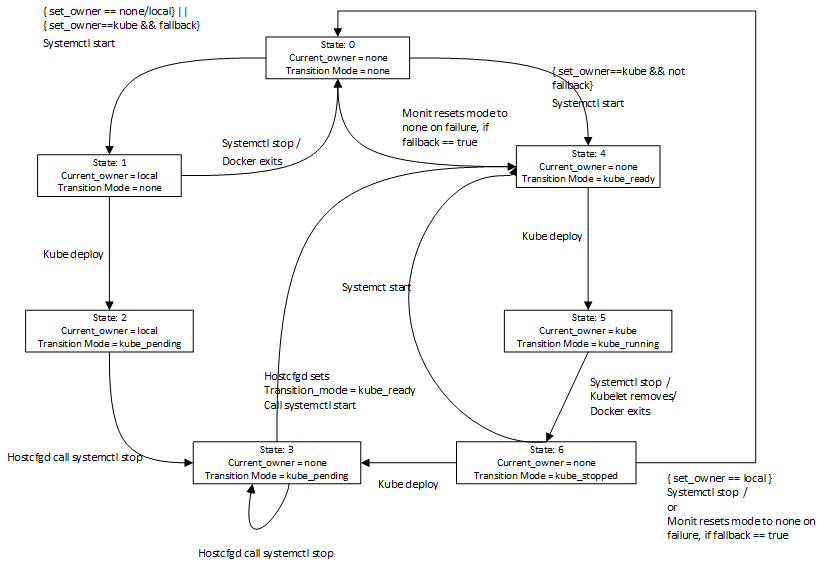 { set_owner == none/local} ||
{ set_owner==kube && fallback}
Systemctl start
State: 0
Current_owner = none
Transition Mode = none
{ set_owner==kube && not
fallback}
Systemctl start
Monit resets mode to
none on failure, if
fallback == true
Systemctl stop /
Docker exits
State: 1
Current_owner = local
Transition Mode = none
State: 4
Current_owner = none
Transition Mode = kube_ready
Kube deploy
Kube deploy
Systemct start
State: 2
Current_owner = local
Transition Mode = kube_pending
State: 5
Current_owner = kube
Transition Mode = kube_running
Hostcfgd sets
Transition_mode = kube_ready
Call systemctl start
Systemctl stop /
Kubelet removes/
Docker exits
Hostcfgd call systemctl stop
State: 3
Current_owner = none
Transition Mode = kube_pending
State: 6
Current_owner = none
Transition Mode = kube_stopped
Kube deploy
{ set_owner == local }
Systemctl stop /
or
Monit resets mode to none on
failure, if fallback == true
Hostcfgd call systemctl stop